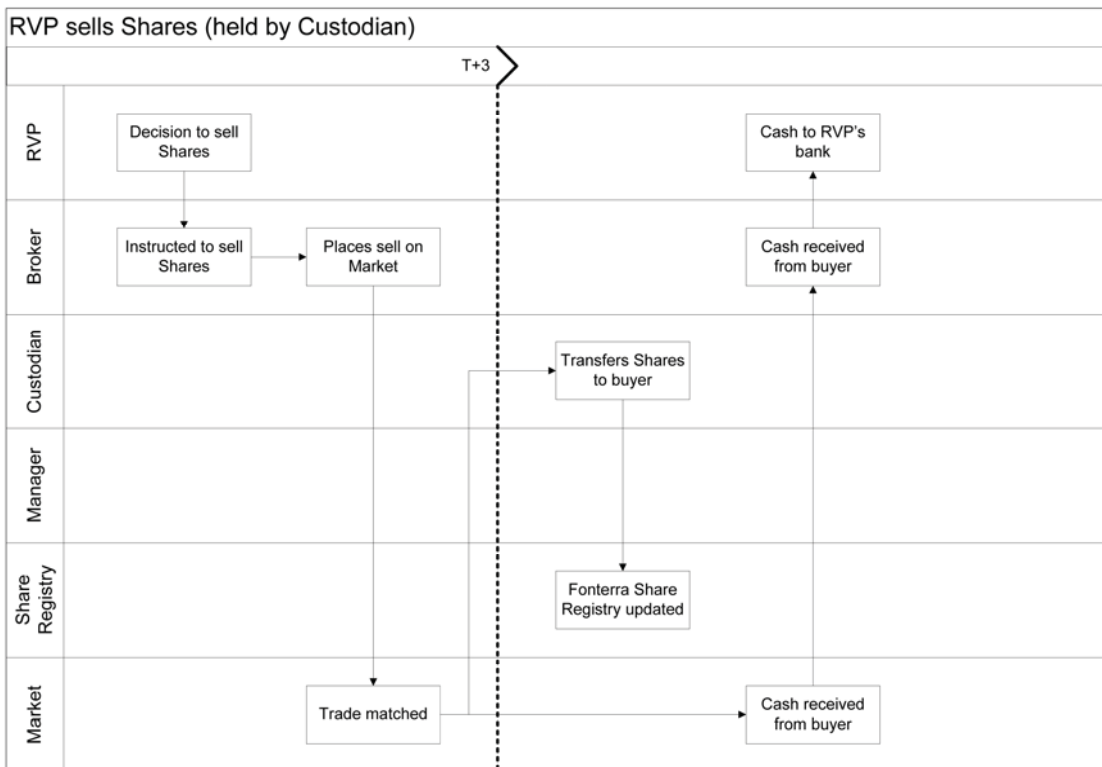 RVP sells Shares (held by Custodian)
T+3
RVP
Decision to sell
Shares
Cash to RVP's
bank
Broker
Instructed to sell
Shares
Places sell on
Market
Cash received
from buyer
Custodian
Transfers Shares
to buyer
Manager
Share
Registry
Fonterra Share
Registry updated
Market
Trade matched
Cash received
from buyer